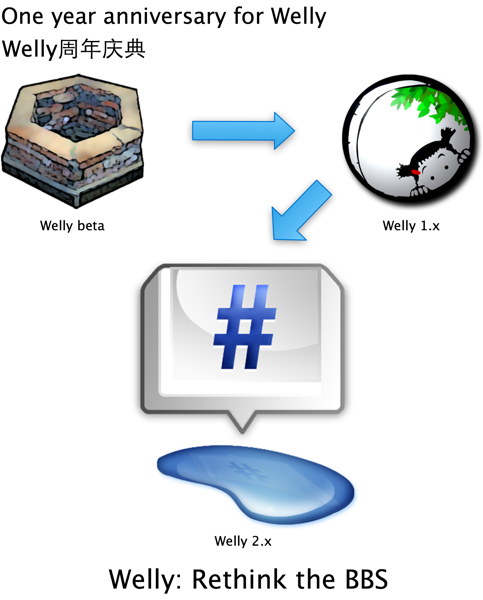 One year anniversary for Welly
Welly周年庆典
Welly beta
Welly 1.x
#
Welly 2.x
Welly: Rethink the BBS